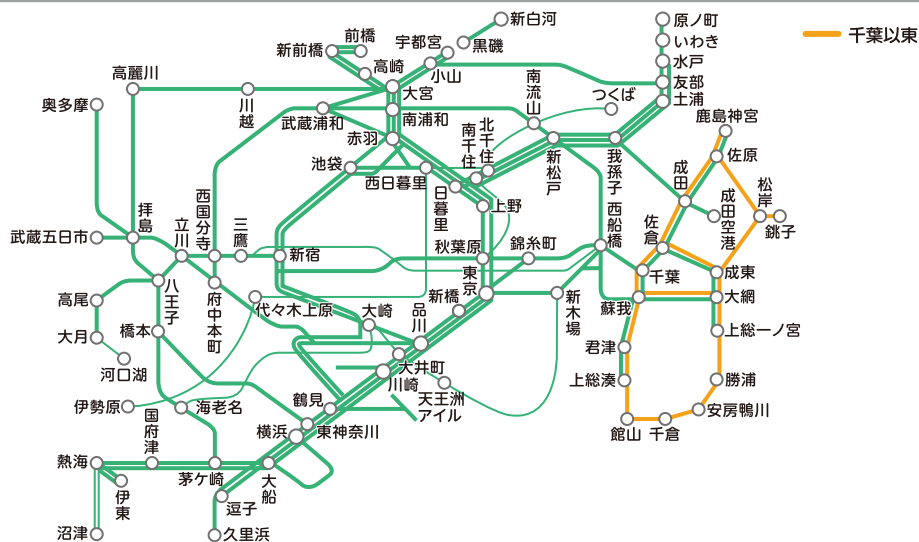 新白河
原ノ町
千葉以東
前橋
宇都宮
黒磯
いわき
新前橋
水戸
高崎
小山
高麗川
友部
大宮
南流山
つくば
土浦
奥多摩
川越
武蔵浦和
南浦和
鹿島神宮
赤羽
南千住
北千住
新松戸
我孫子
佐原
池袋
西日暮里
日暮里
成田
松岸
上野
西船橋
成田空港
銚子
武蔵五日市
拝島
立川
西国分寺
三鷹
新宿
秋葉原
錦糸町
佐倉
東京
千葉
成東
八王子
府中本町
高尾
代々木上原
大崎
品川
新橋
新木場
蘇我
大網
大月
橋本
上総一ノ宮
河口湖
大井町
君津
川崎
上総湊
勝浦
天王洲
アイル
伊勢原
海老名
鶴見
安房鴨川
国府津
横浜
東神奈川
館山
千倉
熱海
茅ケ崎
大船
伊東
逗子
沼津
久里浜